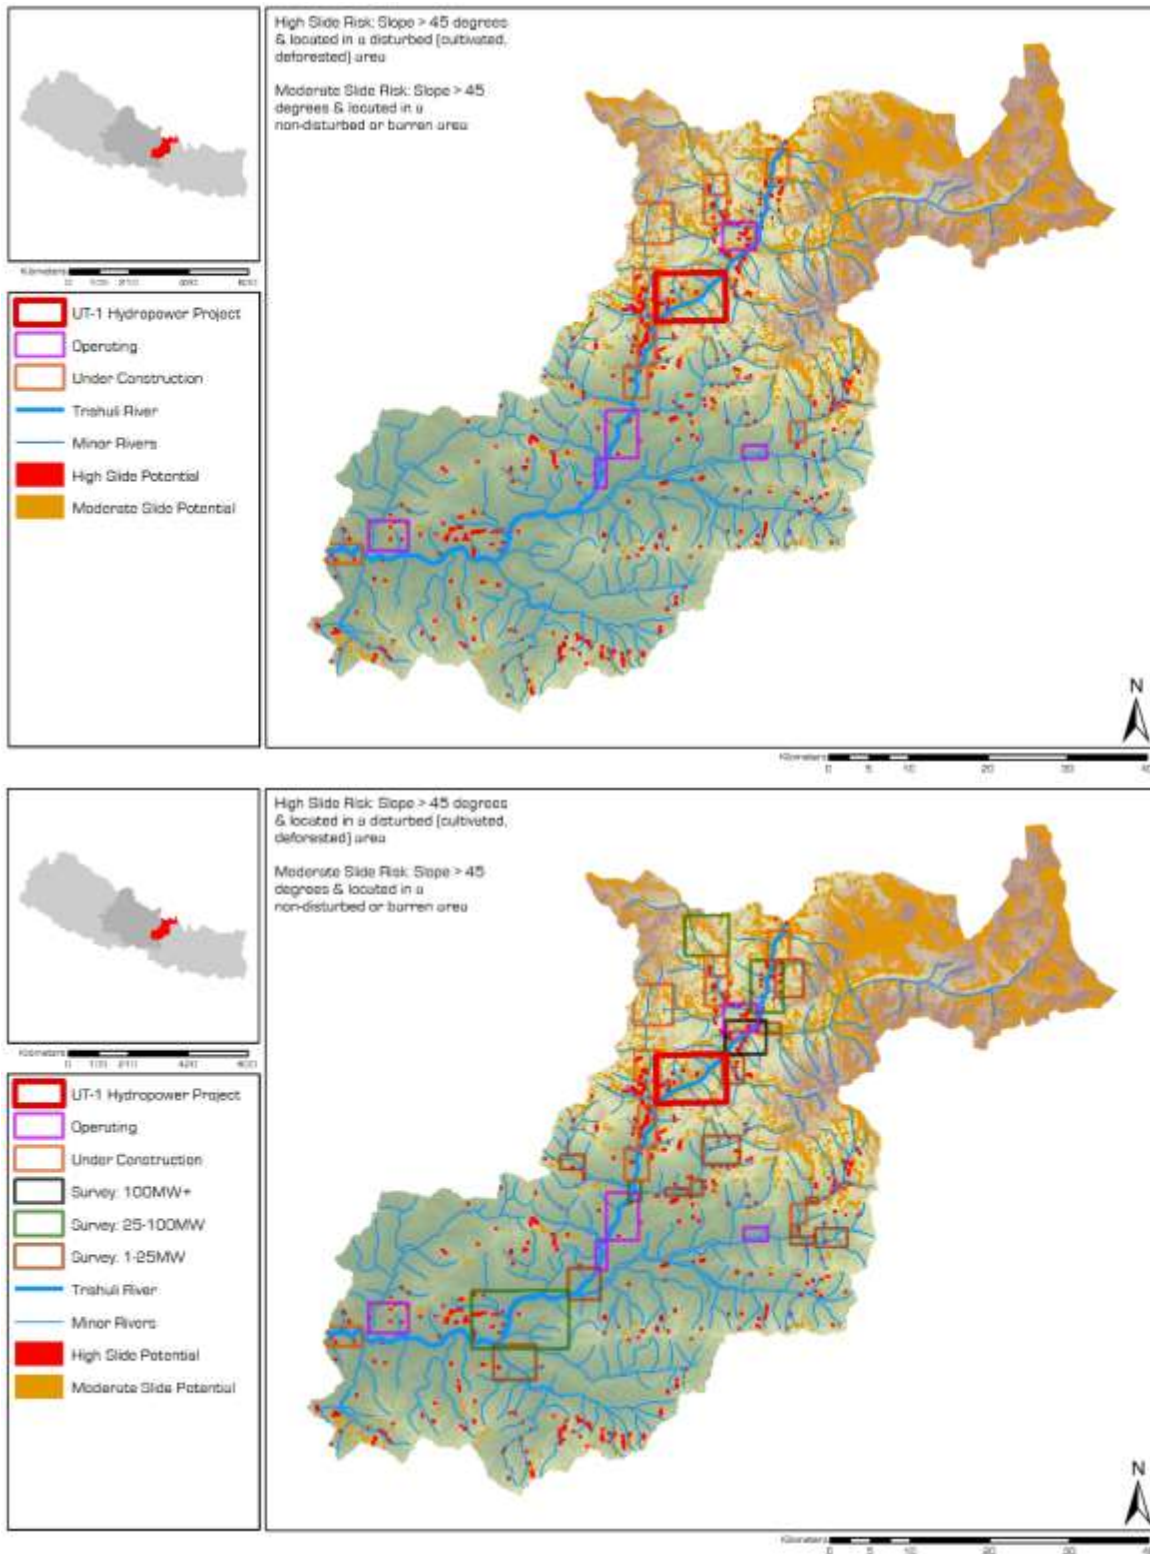 High Slide Risk: Slope > 45 degrees
& located in a disturbed (cultivated,
deforested) area
Moderate Slide Risk: Slope > 45
degrees & located in a
non-disturbed or barren area
Kilometers
0
UT-1 Hydropower Project
Operating
Under Construction
Trishuli River
Minor Rivers
High Slide Potential
Moderate Slide Potential
N
Kilometers
0 5 10 20 30 40
High Slide Risk: Slope > 45 degrees
& located in a disturbed (cultivated,
deforested) area
Moderate Slide Risk: Slope > 45
degrees & located in a
non-disturbed or barren area
Kilometers
0
UT-1 Hydropower Project
Operating
Under Construction
Survey: 100MW+
Survey: 25-100MW
Survey: 1-25MW
Trishuli River
Minor Rivers
High Slide Potential
Moderate Slide Potential
N
Kilometers
0 5 10 20 30 40